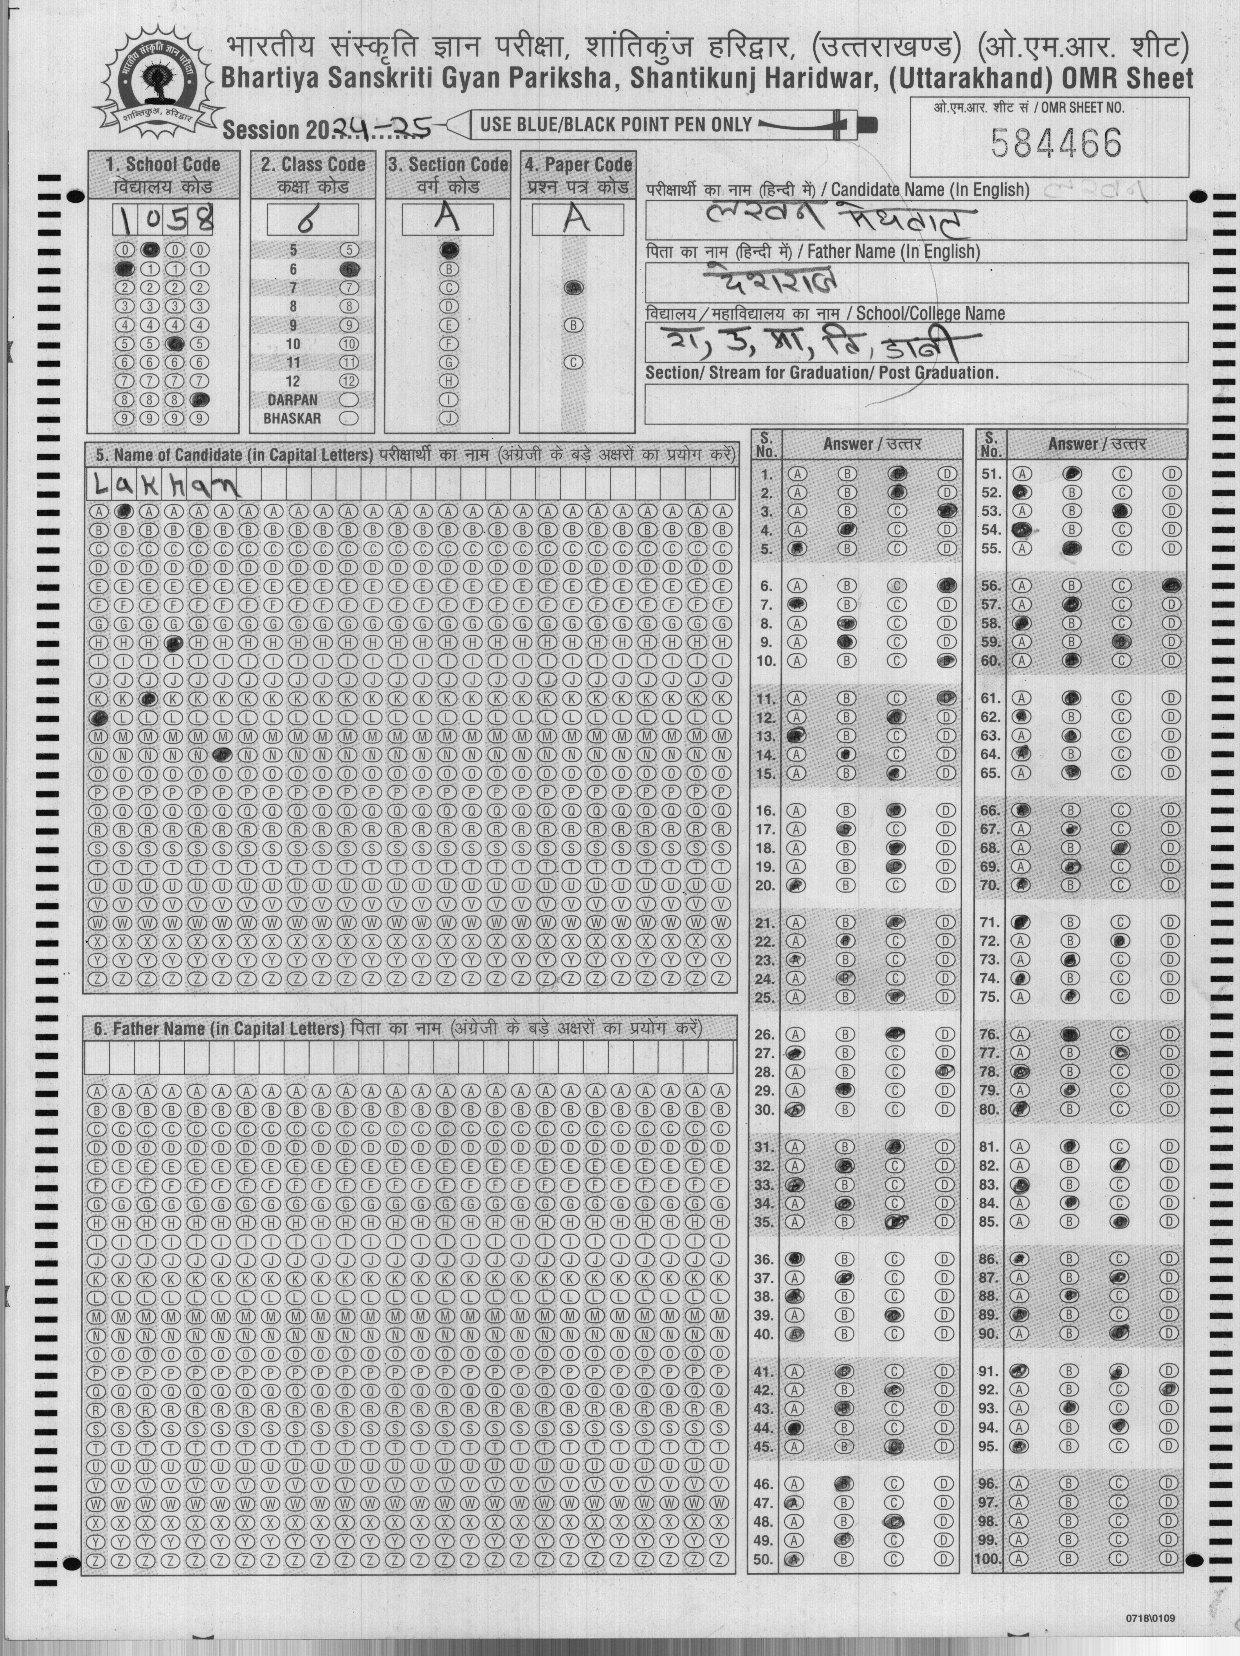 भारतीय संस्कृति ज्ञान परीक्षा, शांतिकुंज हरिद्वार, (उत्तराखण्ड) (ओ.एम.आर. शीट)
Bhartiya Sanskriti Gyan Pariksha, Shantikunj Haridwar, (Uttarakhand) OMR Sheet
Session 2024-25
USE BLUE/BLACK POINT PEN ONLY
ओ.एम.आर. शीट सं / OMR SHEET NO.
584466
1. School Code
विद्यालय कोड
1058
2. Class Code
कक्षा कोड
6
5
6
7
8
9
10
11
12
DARPAN
BHASKAR
3. Section Code
वर्ग कोड
A
4. Paper Code
प्रश्न पत्र कोड
A
परीक्षार्थी का नाम (हिन्दी में) / Candidate Name (In English)
लखन मेघवाल
पिता का नाम (हिन्दी में) / Father Name (In English)
देशराज
विद्यालय/महाविद्यालय का नाम / School/College Name
रा, उ, मा, वि, डाबी
Section/ Stream for Graduation/ Post Graduation.
5. Name of Candidate (in Capital Letters) परीक्षार्थी का नाम (अंग्रेजी के बड़े अक्षरों का प्रयोग करें)
Lakhan
6. Father Name (in Capital Letters) पिता का नाम (अंग्रेजी के बड़े अक्षरों का प्रयोग करें)
S. No. Answer / उत्तर
S. No. Answer / उत्तर
0718\0109